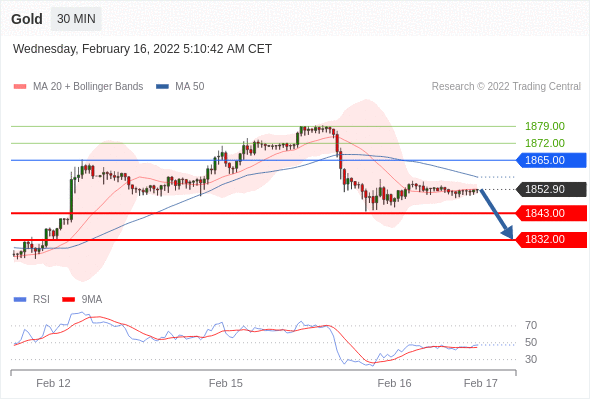 Gold 30 MIN
Wednesday, February 16, 2022 5:10:42 AM CET
MA 20 + Bollinger Bands MA 50 Research © 2022 Trading Central
1879.00
1872.00
1865.00
1852.90
1843.00
1832.00
RSI 9MA
70
50
30
Feb 12 Feb 15 Feb 16 Feb 17